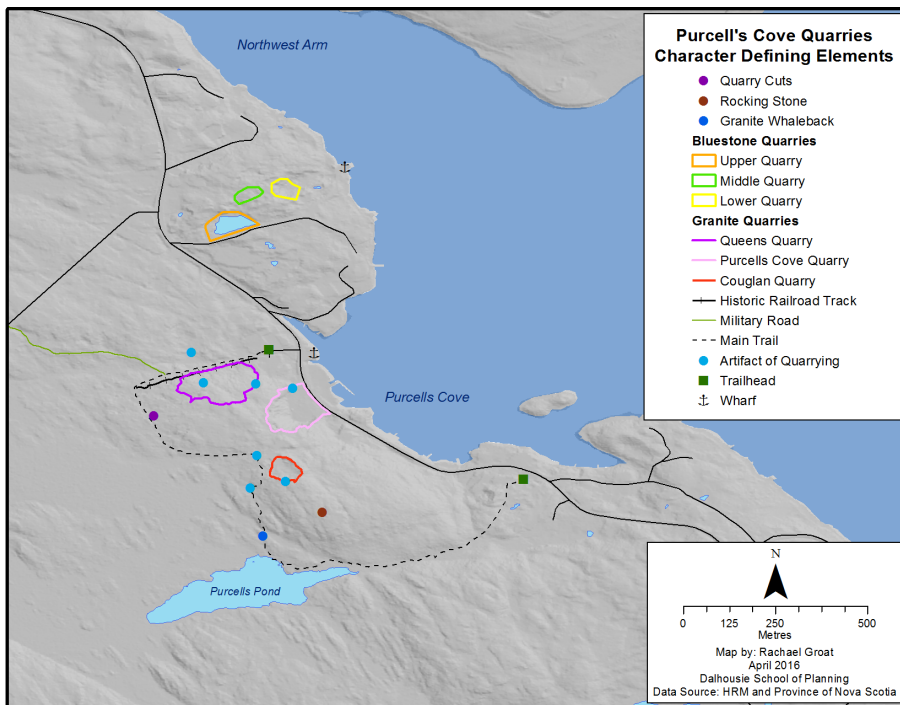 Northwest Arm
Purcells Cove
Purcells Pond
Purcell's Cove Quarries
Character Defining Elements
Quarry Cuts
Rocking Stone
Granite Whaleback
Bluestone Quarries
Upper Quarry
Middle Quarry
Lower Quarry
Granite Quarries
Queens Quarry
Purcells Cove Quarry
Couglan Quarry
Historic Railroad Track
Military Road
Main Trail
Artifact of Quarrying
Trailhead
Wharf
N
0 125 250 500
Metres
Map by: Rachael Groat
April 2016
Dalhousie School of Planning
Data Source: HRM and Province of Nova Scotia